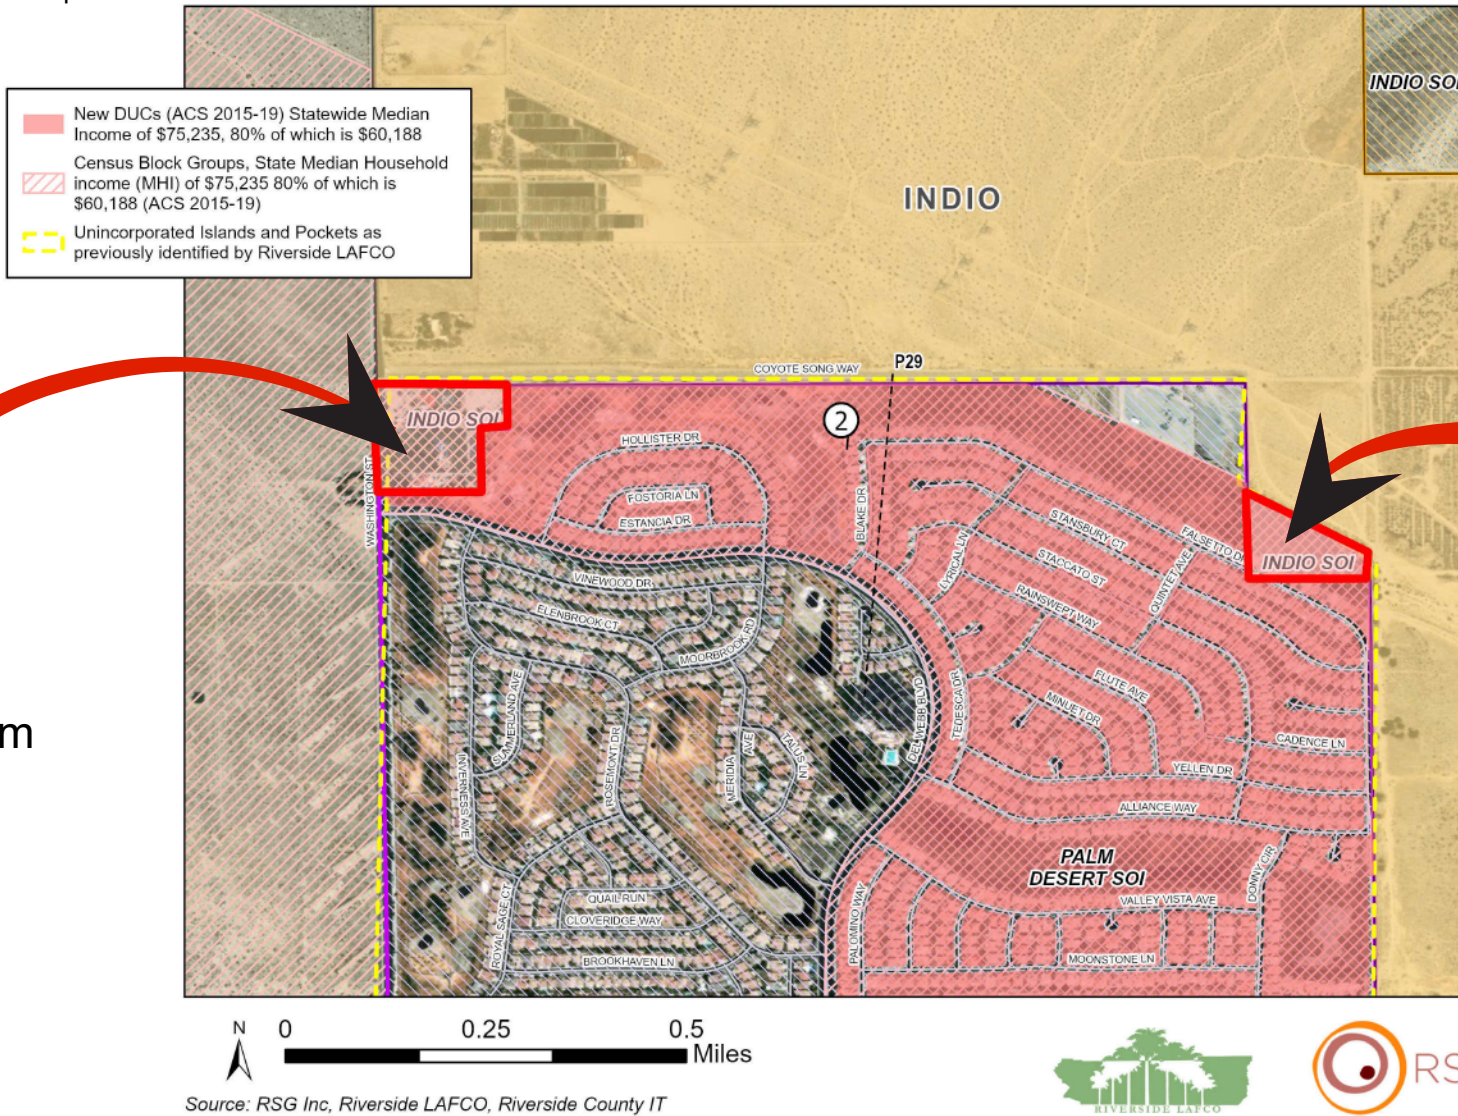 New DUCs (ACS 2015-19) Statewide Median
Income of $75,235, 80% of which is $60,188
Census Block Groups, State Median Household
income (MHI) of $75,235 80% of which is
$60,188 (ACS 2015-19)
Unincorporated Islands and Pockets as
previously identified by Riverside LAFCO
INDIO SOI
INDIO
COYOTE SONG WAY
P29
2
INDIO SOI
WASHINGTON ST
HOLLISTER DR
FOSTORIA LN
ESTANCIA DR
BLAKE DR
LYRICAL LN
STANSBURY CT
STACCATO ST
FALSETTO DR
QUINTET AVE
INDIO SOI
RAINSWEPT WAY
VINEWOOD DR
ELENBROOK CT
MOORBROOK RD
SUMMERLAND AVE
INVERNESS AVE
ROSEMONT DR
MERIDIA AVE
TALUS LN
DEL WEBB BLVD
TEDESCA DR
FLUTE AVE
MINUET DR
CADENCE LN
YELLEN DR
ALLIANCE WAY
m
PALM
DESERT SOI
DONNY CIR
VALLEY VISTA AVE
PALOMINO WAY
MOONSTONE LN
ROYAL SAGE CT
QUAIL RUN
CLOVERIDGE WAY
BROOKHAVEN LN
N
0 0.25 0.5
Miles
Source: RSG Inc, Riverside LAFCO, Riverside County IT
RIVERSIDE LAFCO
RS